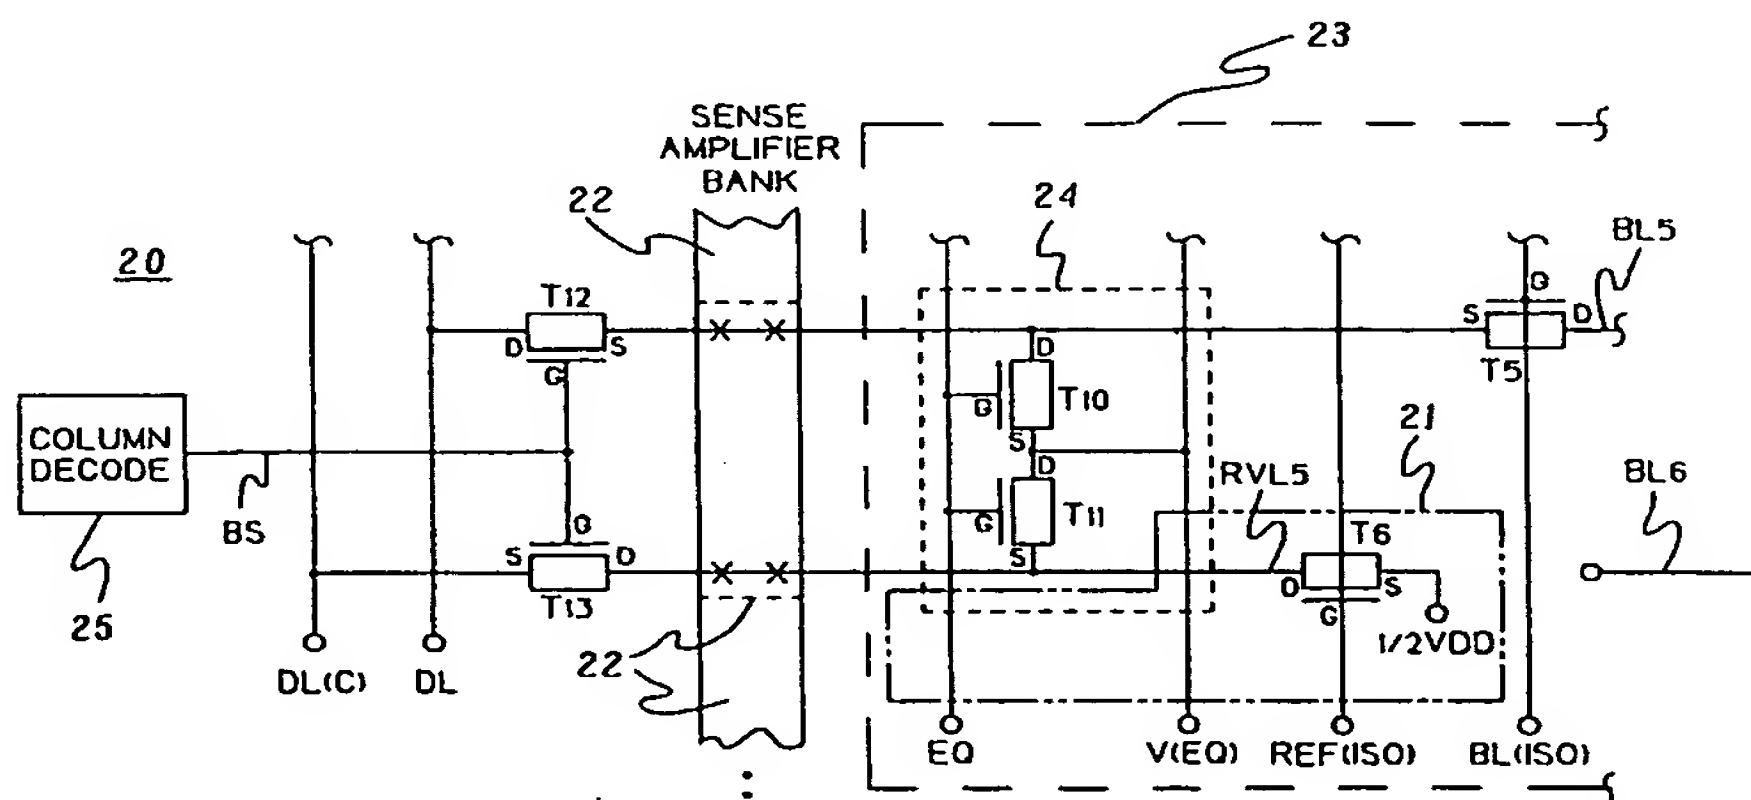 23
SENSE
AMPLIFIER
BANK
22
24
20
BL5
T12
D
S
G
S
G
D
T5
D
G
T10
S
D
G
T11
S
21
COLUMN
DECODE
BS
25
RVL5
BL6
G
S
D
T13
T6
D
S
G
1/2VDD
22
DL(C)
DL
EQ
V(EQ)
REF(ISO)
BL(ISO)